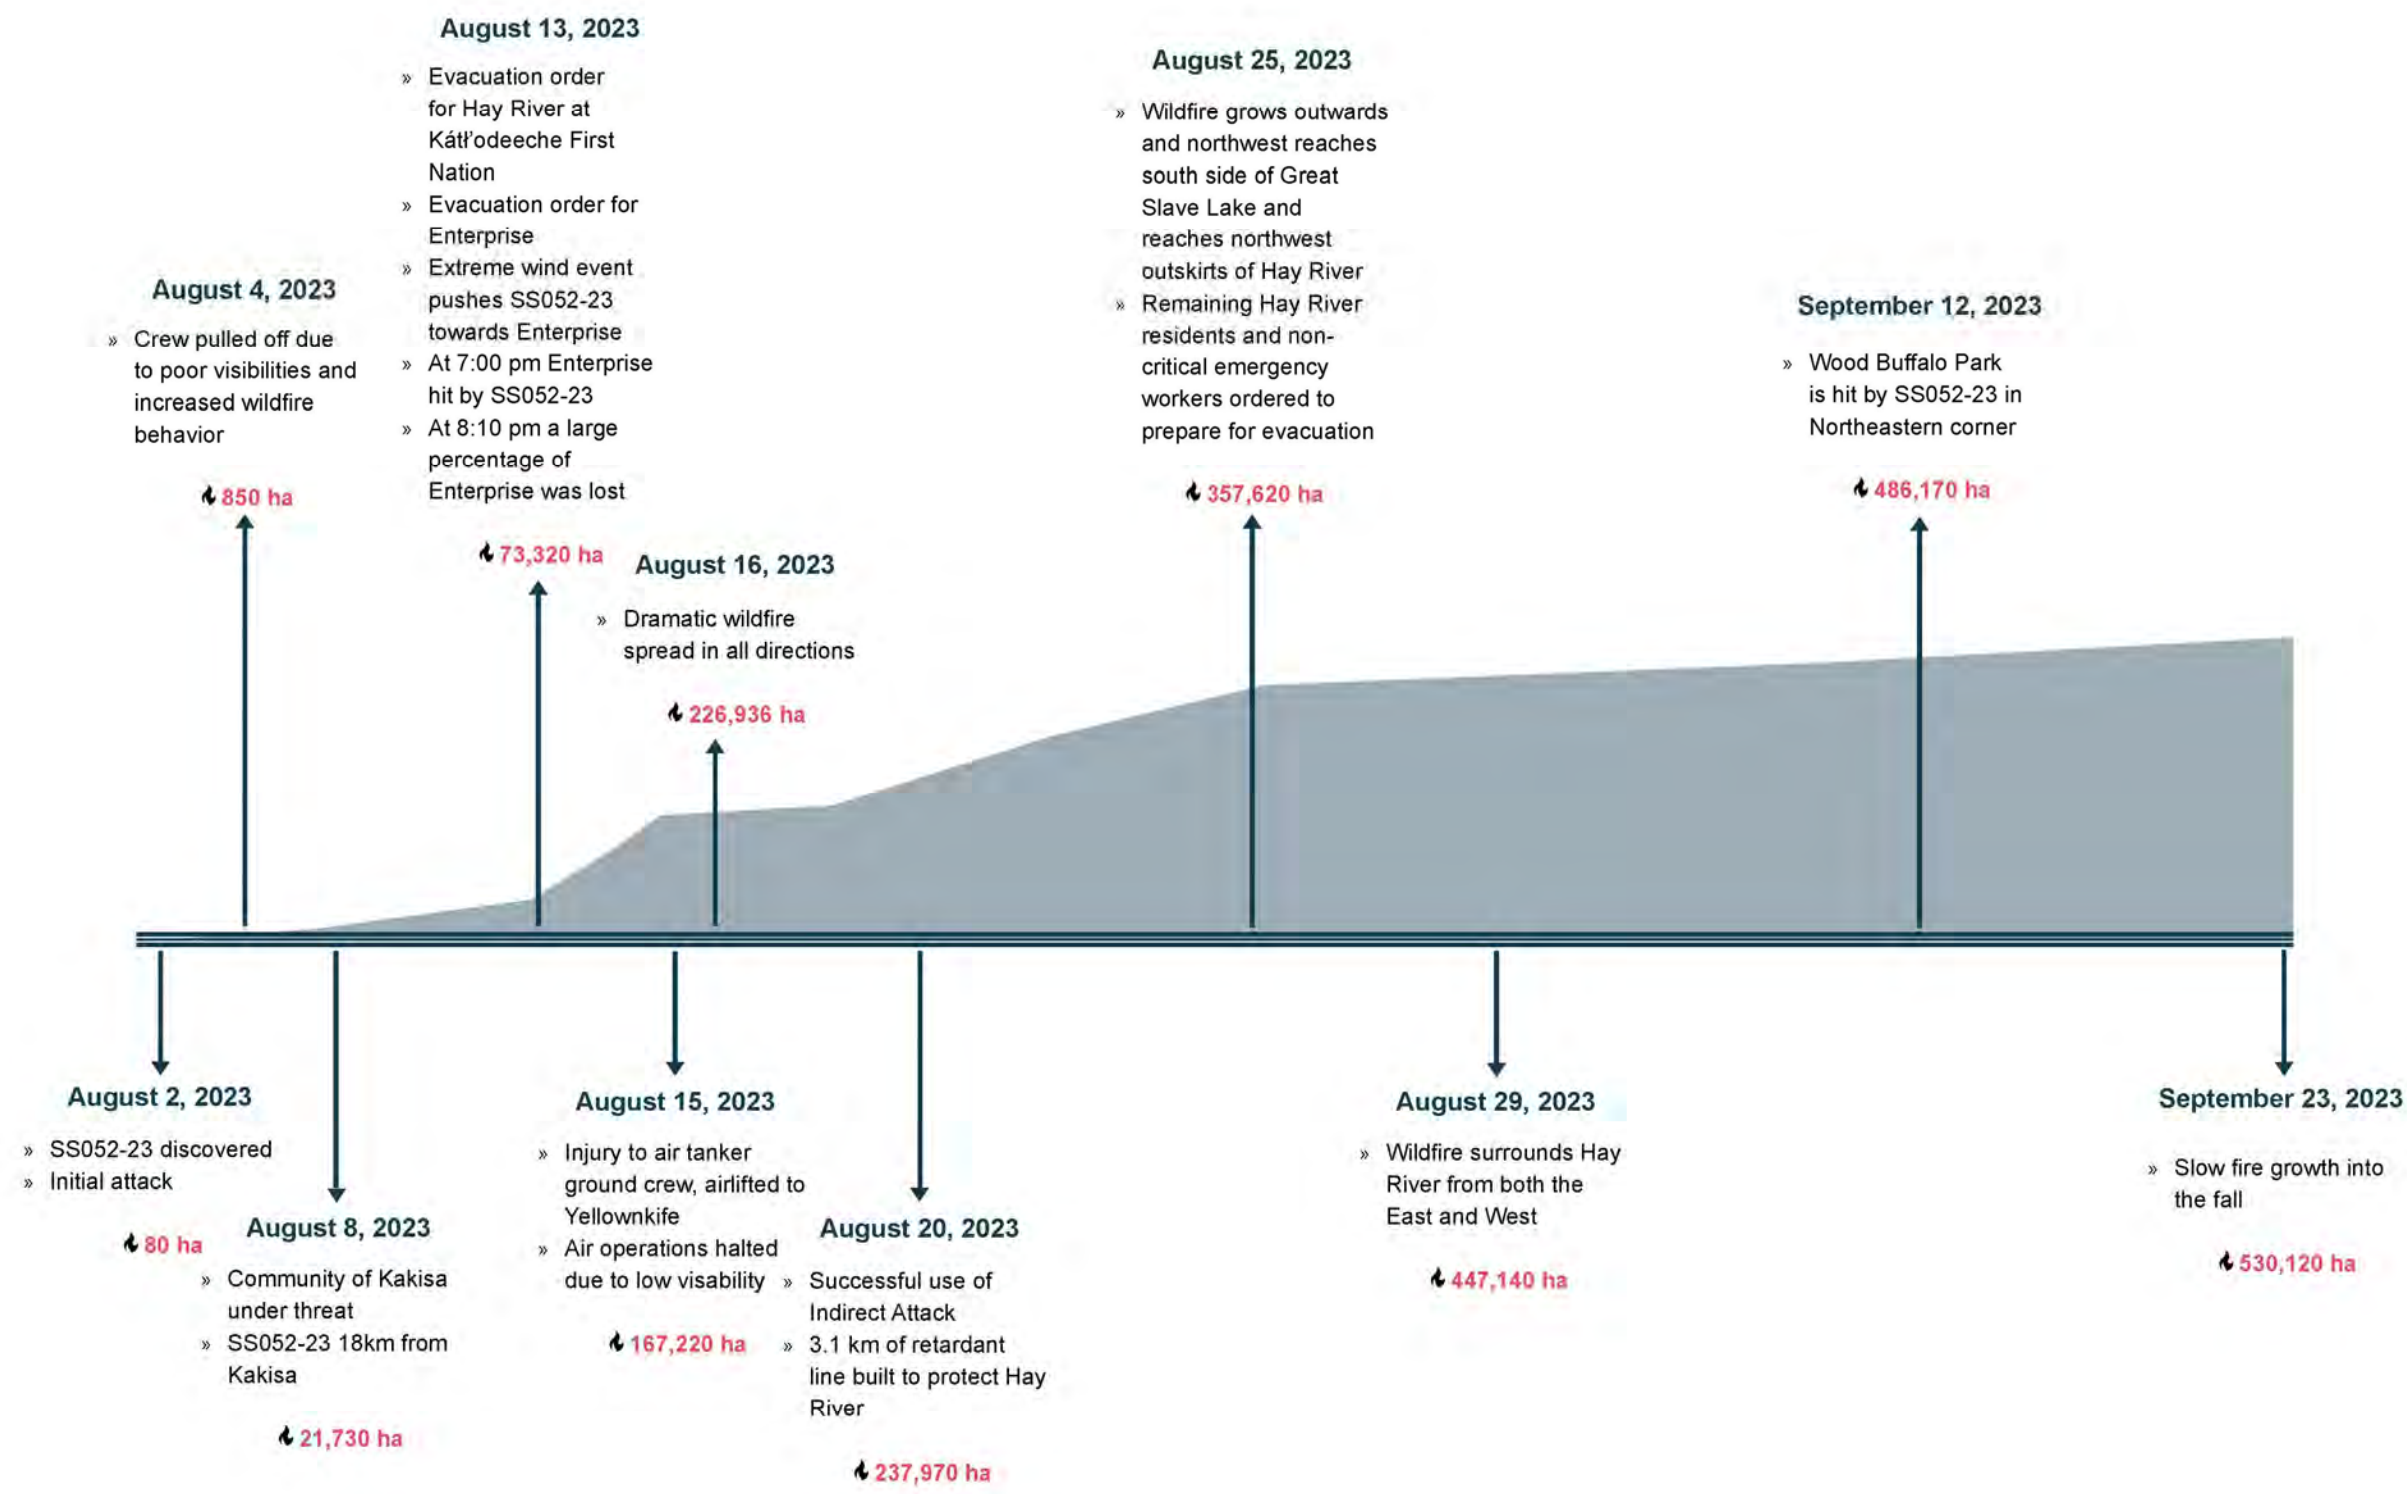 August 13, 2023
» Evacuation order
for Hay River at
Kátł’odeeche First
Nation
» Evacuation order for
Enterprise
» Extreme wind event
pushes SS052-23
towards Enterprise
» At 7:00 pm Enterprise
hit by SS052-23
» At 8:10 pm a large
percentage of
Enterprise was lost
73,320 ha
August 25, 2023
» Wildfire grows outwards
and northwest reaches
south side of Great
Slave Lake and
reaches northwest
outskirts of Hay River
» Remaining Hay River
residents and non-
critical emergency
workers ordered to
prepare for evacuation
357,620 ha
August 4, 2023
» Crew pulled off due
to poor visibilities and
increased wildfire
behavior
850 ha
September 12, 2023
» Wood Buffalo Park
is hit by SS052-23 in
Northeastern corner
486,170 ha
August 16, 2023
» Dramatic wildfire
spread in all directions
226,936 ha
August 2, 2023
» SS052-23 discovered
» Initial attack
80 ha
August 8, 2023
» Community of Kakisa
under threat
» SS052-23 18km from
Kakisa
21,730 ha
August 15, 2023
» Injury to air tanker
ground crew, airlifted to
Yellownkife
» Air operations halted
due to low visability
167,220 ha
August 20, 2023
» Successful use of
Indirect Attack
» 3.1 km of retardant
line built to protect Hay
River
237,970 ha
August 29, 2023
» Wildfire surrounds Hay
River from both the
East and West
447,140 ha
September 23, 2023
» Slow fire growth into
the fall
530,120 ha